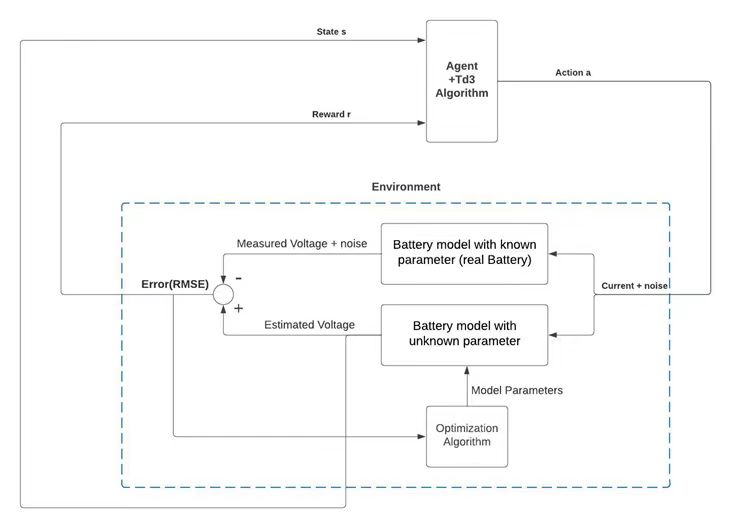 State s
Agent
+Td3
Algorithm
Action a
Reward r
Environment
Measured Voltage + noise
Battery model with known
parameter (real Battery)
-
Error(RMSE)
Current + noise
+
Estimated Voltage
Battery model with
unknown parameter
Model Parameters
Optimization
Algorithm